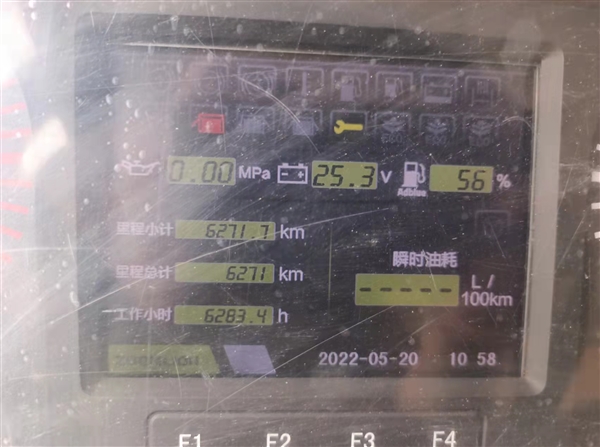 0.00 MPa 25.3 V Adblue 56 %
里程小计 6271.7 km
里程总计 6271 km
瞬时油耗
----- L/100km
工作小时 6283.4 h
2022-05-20 10 58
F1 F2 F3 F4